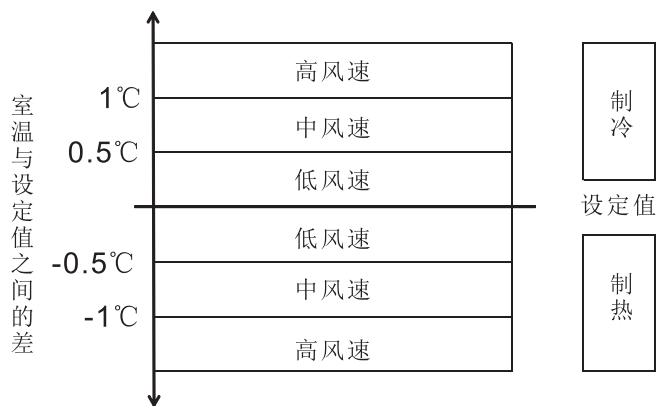 室温与设定值之间的差
高风速
1℃
中风速
0.5℃
低风速
制冷
设定值
低风速
-0.5℃
中风速
-1℃
高风速
制热